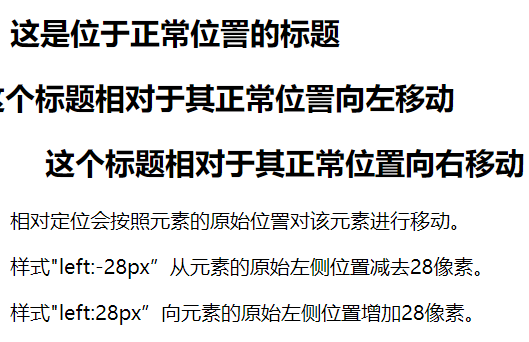 这是位于正常位置的标题
这个标题相对于其正常位置向左移动
这个标题相对于其正常位置向右移动
相对定位会按照元素的原始位置对该元素进行移动。
样式"left:-28px”从元素的原始左侧位置减去28像素。
样式"left:28px”向元素的原始左侧位置增加28像素。